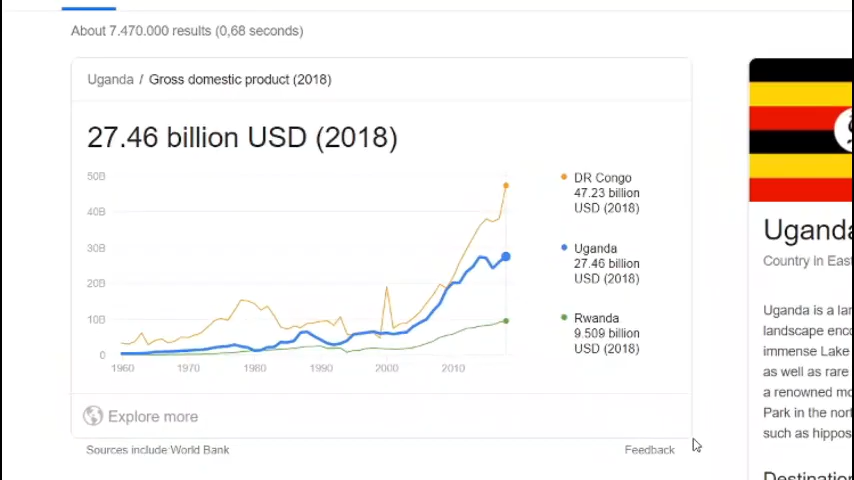 About 7.470.000 results (0,68 seconds)
Uganda / Gross domestic product (2018)
27.46 billion USD (2018)
50B
40B
30B
20B
10B
0
1960 1970 1980 1990 2000 2010
DR Congo
47.23 billion
USD (2018)
Uganda
27.46 billion
USD (2018)
Rwanda
9.509 billion
USD (2018)
Explore more
Sources include World Bank
Feedback
Uganda
Country in East
Uganda is a lan
landscape enco
immense Lake
as well as rare
a renowned mo
Park in the nort
such as hippos